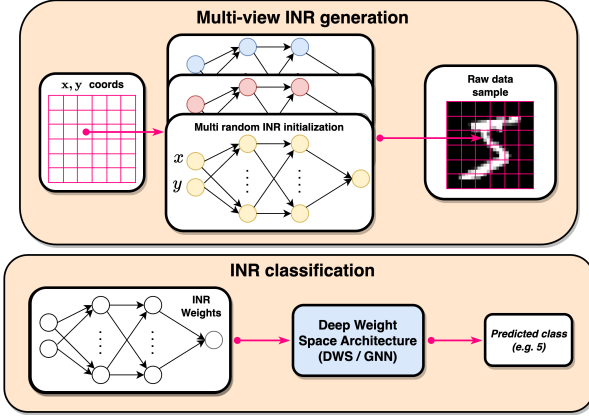 Multi-view INR generation
x, y coords
Multi random INR initialization
x
y
Raw data
sample
INR classification
INR
Weights
Deep Weight
Space Architecture
(DWS / GNN)
Predicted class
(e.g. 5)